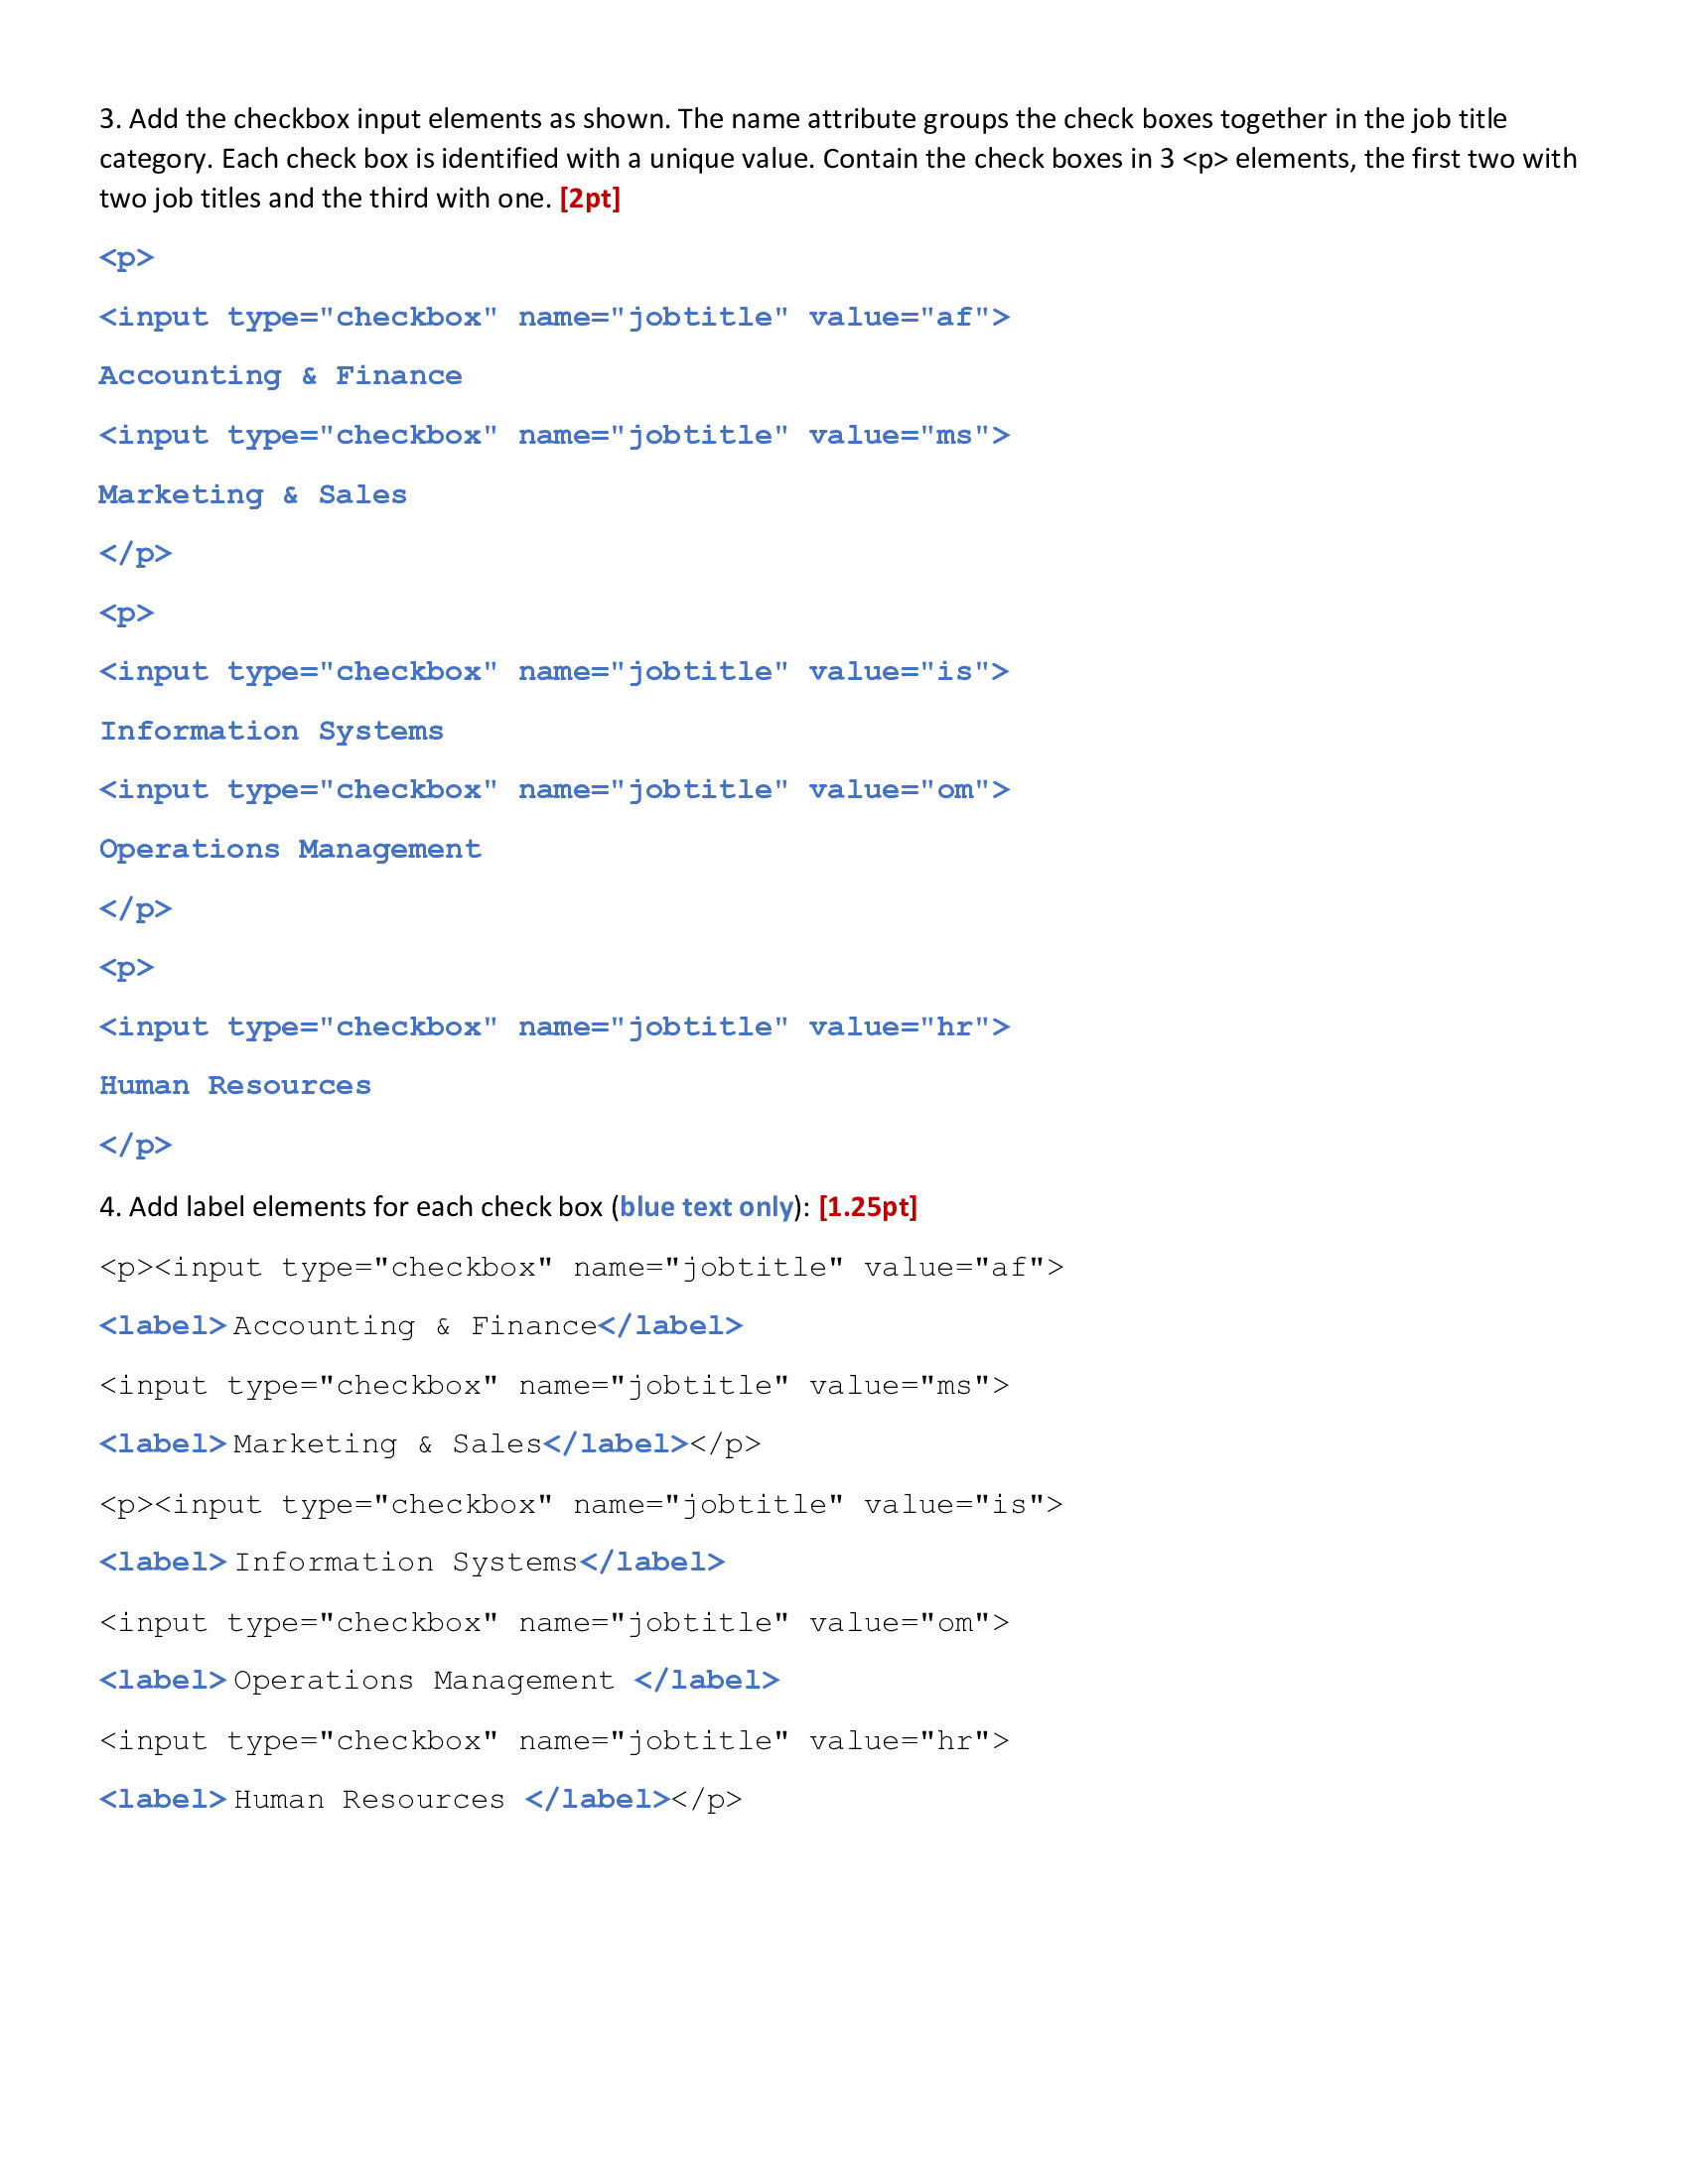 3. Add the checkbox input elements as shown. The name attribute groups the check boxes together in the job title
category. Each check box is identified with a unique value. Contain the check boxes in 3 <p> elements, the first two with
two job titles and the third with one. [2pt]
<p>
<input type="checkbox" name="jobtitle" value="af">
Accounting & Finance
<input type="checkbox" name="jobtitle" value="ms">
Marketing & Sales
</p>
<p>
<input type="checkbox" name="jobtitle" value="is">
Information Systems
<input type="checkbox" name="jobtitle" value="om">
Operations Management
</p>
<p>
<input type="checkbox" name="jobtitle" value="hr">
Human Resources
</p>
4. Add label elements for each check box (blue text only): [1.25pt]
<p><input type="checkbox" name="jobtitle" value="af">
<label>Accounting & Finance</label>
<input type="checkbox" name="jobtitle" value="ms">
<label>Marketing & Sales</label></p>
<p><input type="checkbox" name="jobtitle" value="is">
<label>Information Systems</label>
<input type="checkbox" name="jobtitle" value="om">
<label>Operations Management </label>
<input type="checkbox" name="jobtitle" value="hr">
<label>Human Resources </label></p>